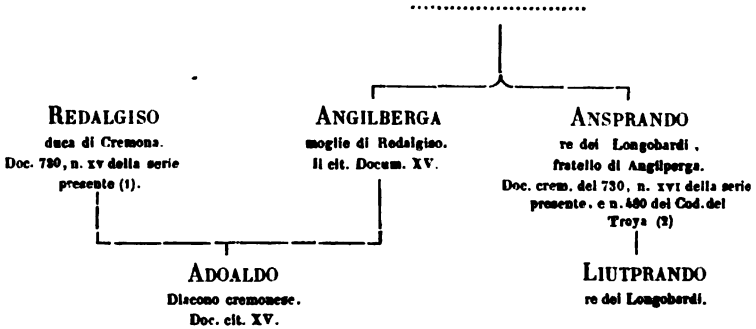 REDALGISO
duca di Cremona.
Doc. 730, n. XV della serie
presente (1).
ANGILBERGA
moglie di Redalgiso.
Il cit. Docum. XV.
ANSPRANDO
re dei Longobardi,
fratello di Angilperga.
Doc. crem. del 730, n. XVI della serie
presente, e n. 480 del Cod. del
Troya (2)
ADOALDO
Diacono cremonese.
Doc. cit. XV.
LIUTPRANDO
re dei Longobardi.